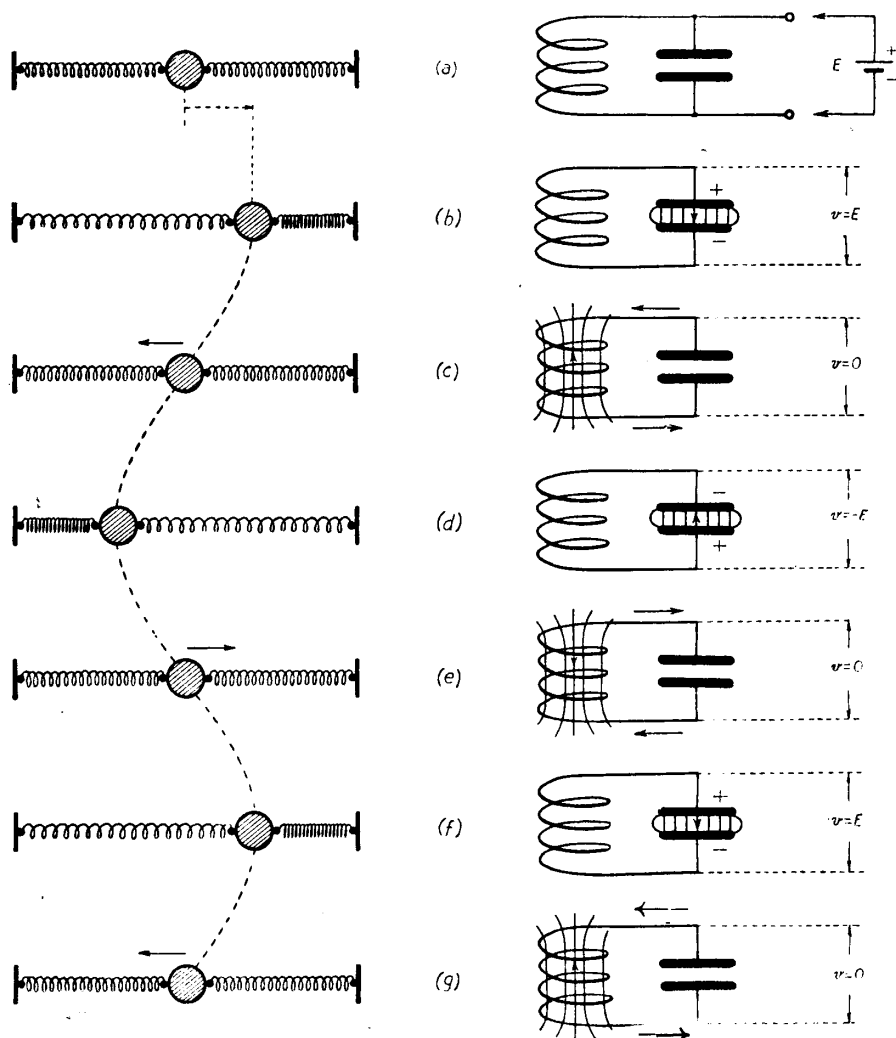 (a) E + −
(b) + − v=E
(c) v=0
(d) − + v=-E
(e) v=0
(f) + − v=E
(g) v=0